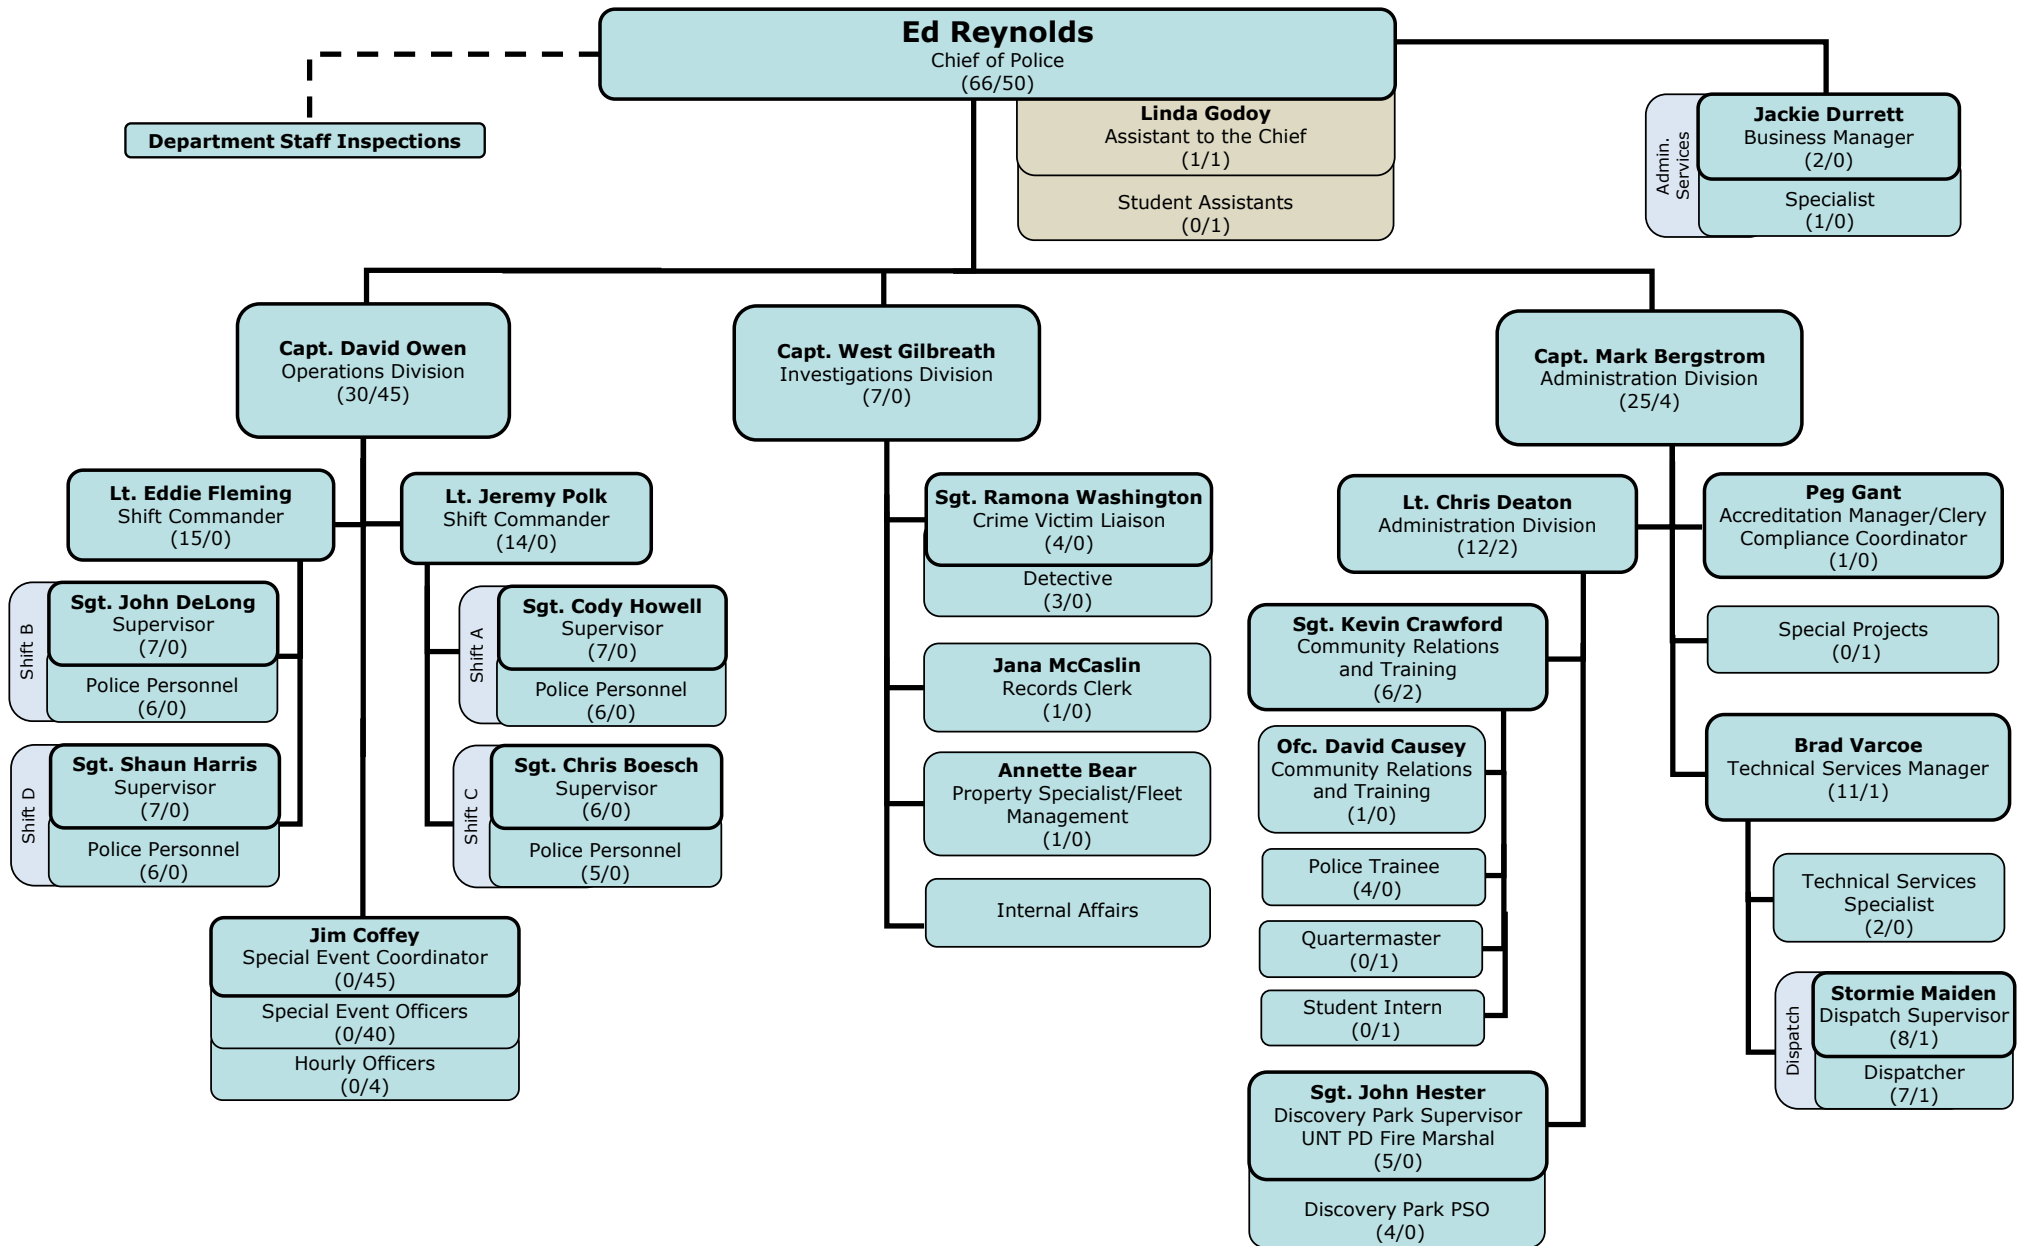 Ed Reynolds
Chief of Police
(66/50)
Department Staff Inspections
Linda Godoy
Assistant to the Chief
(1/1)
Student Assistants
(0/1)
Admin.
Services
Jackie Durrett
Business Manager
(2/0)
Specialist
(1/0)
Capt. David Owen
Operations Division
(30/45)
Capt. West Gilbreath
Investigations Division
(7/0)
Capt. Mark Bergstrom
Administration Division
(25/4)
Lt. Eddie Fleming
Shift Commander
(15/0)
Lt. Jeremy Polk
Shift Commander
(14/0)
Shift B
Sgt. John DeLong
Supervisor
(7/0)
Police Personnel
(6/0)
Shift A
Sgt. Cody Howell
Supervisor
(7/0)
Police Personnel
(6/0)
Shift D
Sgt. Shaun Harris
Supervisor
(7/0)
Police Personnel
(6/0)
Shift C
Sgt. Chris Boesch
Supervisor
(6/0)
Police Personnel
(5/0)
Jim Coffey
Special Event Coordinator
(0/45)
Special Event Officers
(0/40)
Hourly Officers
(0/4)
Sgt. Ramona Washington
Crime Victim Liaison
(4/0)
Detective
(3/0)
Jana McCaslin
Records Clerk
(1/0)
Annette Bear
Property Specialist/Fleet
Management
(1/0)
Internal Affairs
Lt. Chris Deaton
Administration Division
(12/2)
Sgt. Kevin Crawford
Community Relations
and Training
(6/2)
Ofc. David Causey
Community Relations
and Training
(1/0)
Police Trainee
(4/0)
Quartermaster
(0/1)
Student Intern
(0/1)
Sgt. John Hester
Discovery Park Supervisor
UNT PD Fire Marshal
(5/0)
Discovery Park PSO
(4/0)
Peg Gant
Accreditation Manager/Clery
Compliance Coordinator
(1/0)
Special Projects
(0/1)
Brad Varcoe
Technical Services Manager
(11/1)
Technical Services
Specialist
(2/0)
Dispatch
Stormie Maiden
Dispatch Supervisor
(8/1)
Dispatcher
(7/1)